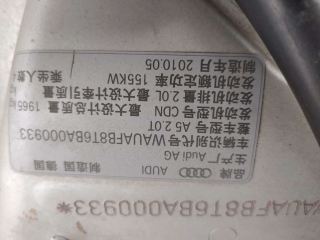 品牌 AUDI 制造国 德国
生产厂 Audi AG
车辆识别代号 WAUAFB8T6BA000933
整车型号 A5 2.0T
发动机型号 CDN 最大设计总质量 1965kg
发动机排量 2.0L 最大设计牵引质量
发动机额定功率 155KW 乘坐人数
制造年月 2010.05
WAUAFB8T6BA000933*